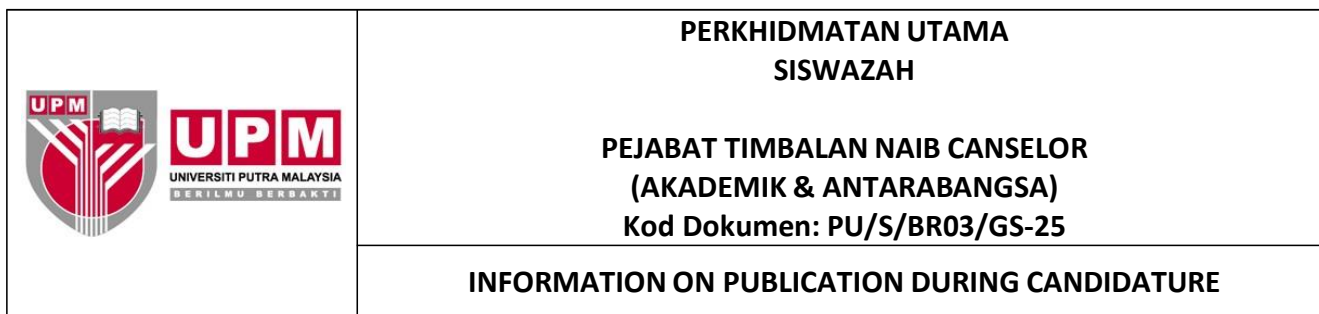 UPM
UPM
UNIVERSITI PUTRA MALAYSIA
BERILMU BERBAKTI
PERKHIDMATAN UTAMA
SISWAZAH
PEJABAT TIMBALAN NAIB CANSELOR
(AKADEMIK & ANTARABANGSA)
Kod Dokumen: PU/S/BR03/GS-25
INFORMATION ON PUBLICATION DURING CANDIDATURE